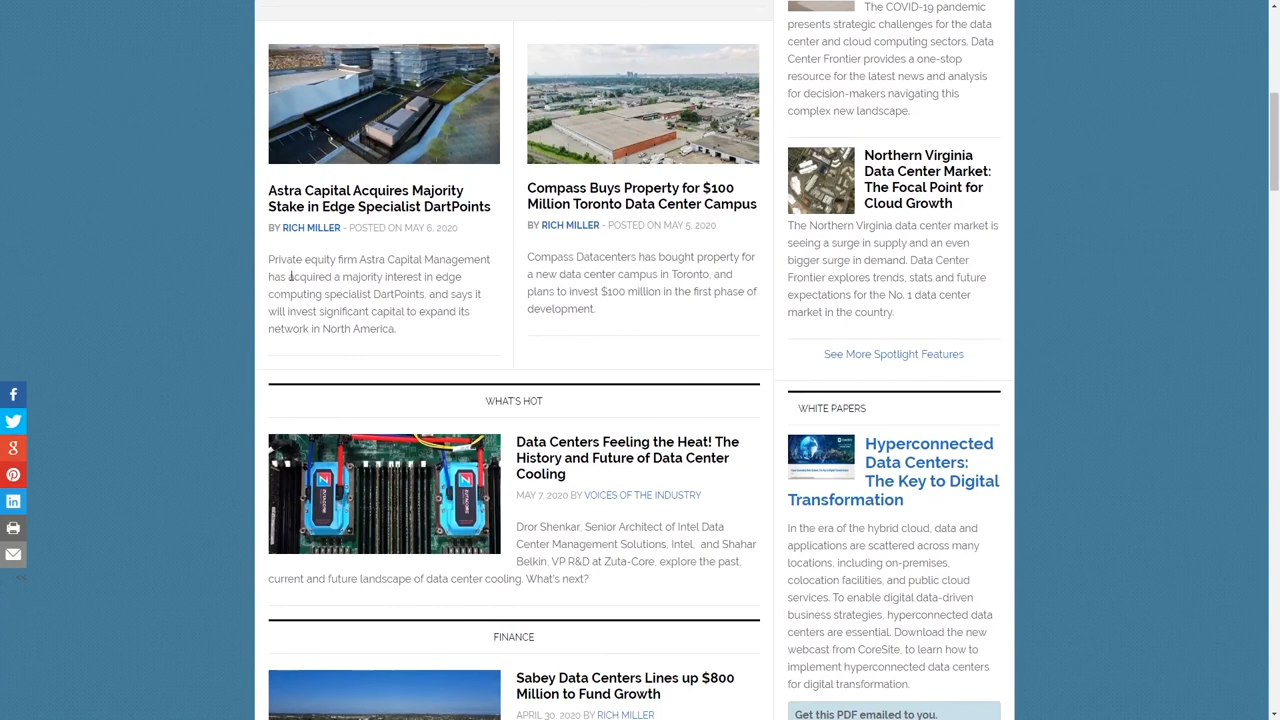 Astra Capital Acquires Majority
Stake in Edge Specialist DartPoints
BY RICH MILLER - POSTED ON MAY 6, 2020
Private equity firm Astra Capital Management
has acquired a majority interest in edge
computing specialist DartPoints, and says it
will invest significant capital to expand its
network in North America.
Compass Buys Property for $100
Million Toronto Data Center Campus
BY RICH MILLER - POSTED ON MAY 5, 2020
Compass Datacenters has bought property for
a new data center campus in Toronto, and
plans to invest $100 million in the first phase of
development.
WHAT'S HOT
Data Centers Feeling the Heat! The
History and Future of Data Center
Cooling
MAY 7, 2020 BY VOICES OF THE INDUSTRY
Dror Shenkar, Senior Architect of Intel Data
Center Management Solutions, Intel, and Shahar
Belkin, VP R&D at Zuta-Core, explore the past,
current and future landscape of data center cooling. What's next?
FINANCE
Sabey Data Centers Lines up $800
Million to Fund Growth
APRIL 30, 2020 BY RICH MILLER
The COVID-19 pandemic
presents strategic challenges for the data
center and cloud computing sectors. Data
Center Frontier provides a one-stop
resource for the latest news and analysis
for decision-makers navigating this
complex new landscape.
Northern Virginia
Data Center Market:
The Focal Point for
Cloud Growth
The Northern Virginia data center market is
seeing a surge in supply and an even
bigger surge in demand. Data Center
Frontier explores trends, stats and future
expectations for the No. 1 data center
market in the country.
See More Spotlight Features
WHITE PAPERS
Hyperconnected
Data Centers:
The Key to Digital
Transformation
In the era of the hybrid cloud, data and
applications are scattered across many
locations, including on-premises,
colocation facilities, and public cloud
services. To enable digital data-driven
business strategies, hyperconnected data
centers are essential. Download the new
webcast from CoreSite, to learn how to
implement hyperconnected data centers
for digital transformation.
Get this PDF emailed to you.